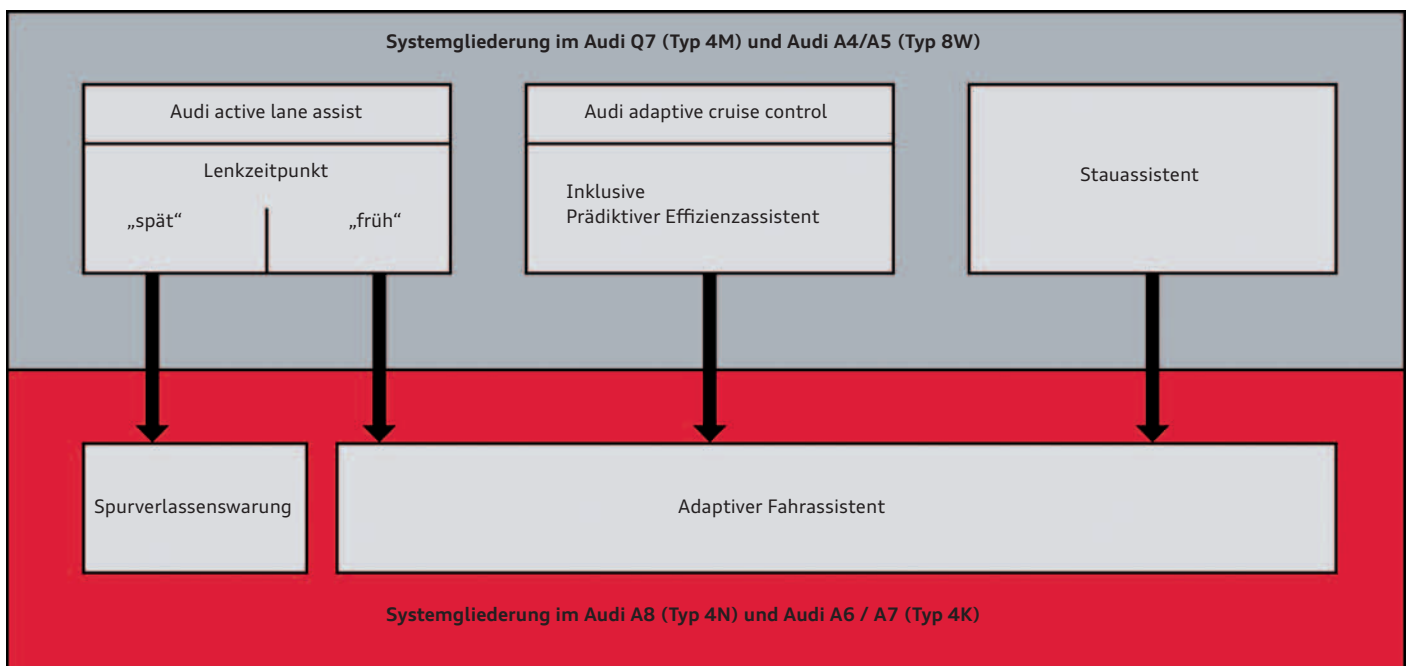 Systemgliederung im Audi Q7 (Typ 4M) und Audi A4/A5 (Typ 8W)
Audi active lane assist
Lenkzeitpunkt
„spät“
„früh“
Audi adaptive cruise control
Inklusive
Prädiktiver Effizienzassistent
Stauassistent
Spurverlassenswarung
Adaptiver Fahrassistent
Systemgliederung im Audi A8 (Typ 4N) und Audi A6 / A7 (Typ 4K)